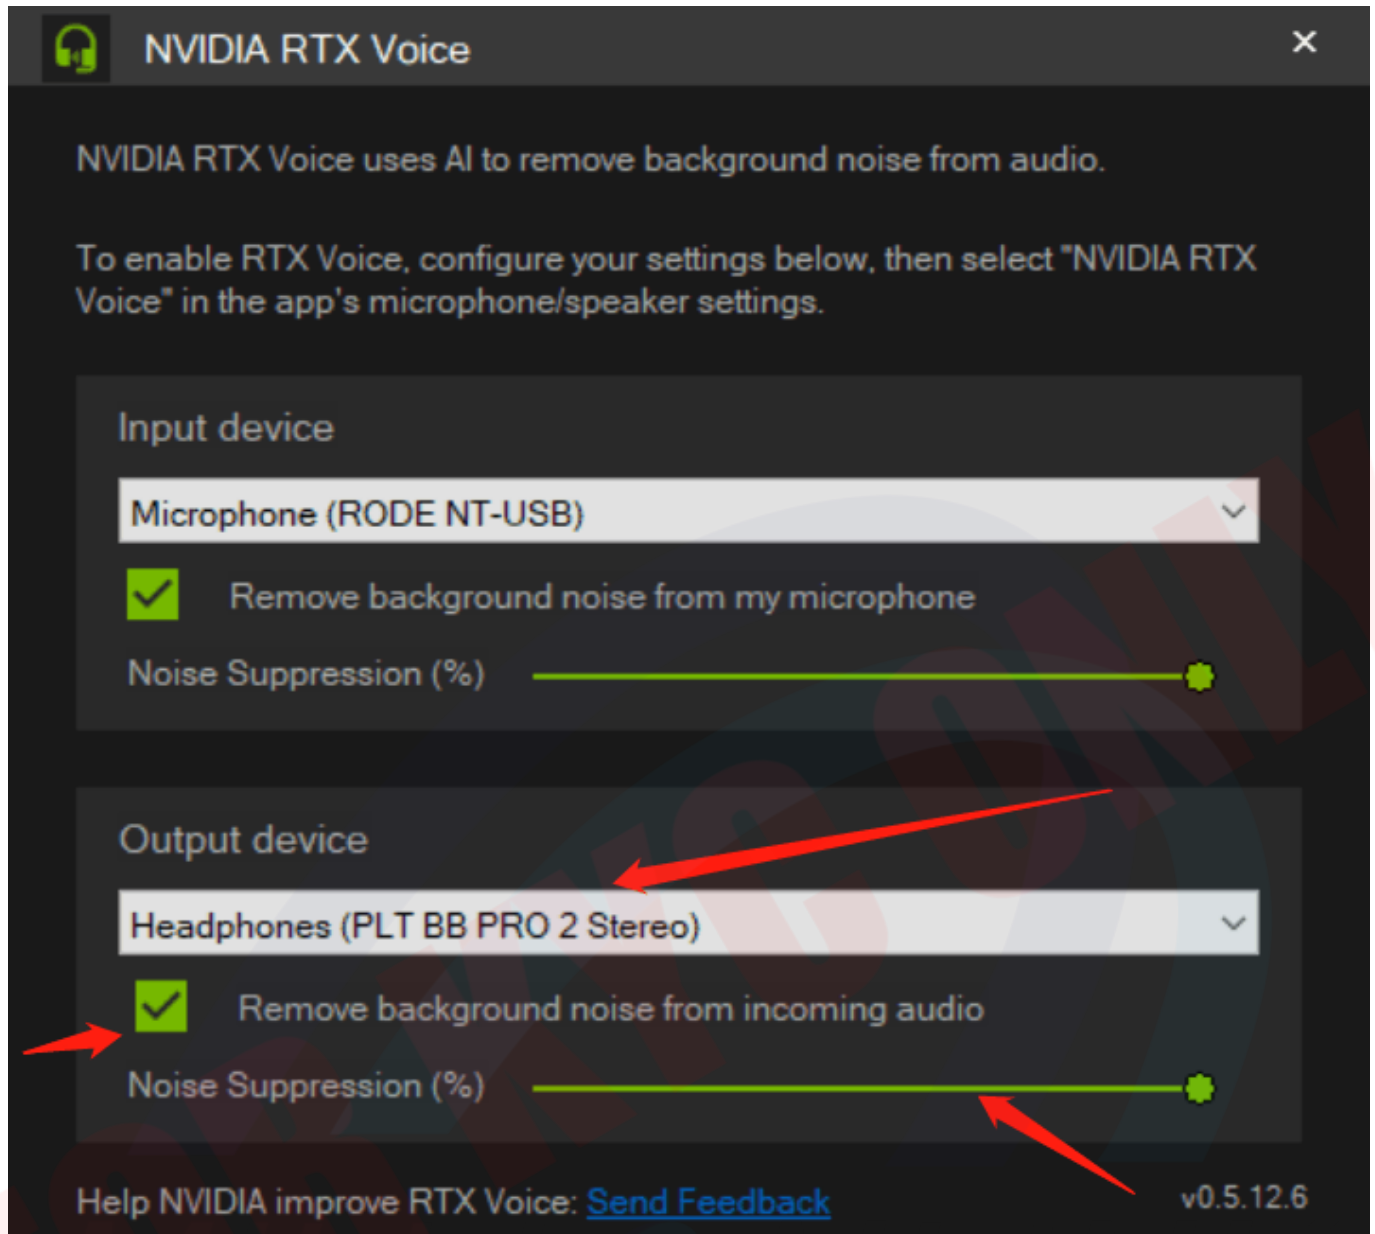 NVIDIA RTX Voice
NVIDIA RTX Voice uses AI to remove background noise from audio.
To enable RTX Voice, configure your settings below, then select "NVIDIA RTX
Voice" in the app's microphone/speaker settings.
Input device
Microphone (RODE NT-USB)
Remove background noise from my microphone
Noise Suppression (%)
Output device
Headphones (PLT BB PRO 2 Stereo)
Remove background noise from incoming audio
Noise Suppression (%)
Help NVIDIA improve RTX Voice: Send Feedback
v0.5.12.6
FOR KYC ONLY